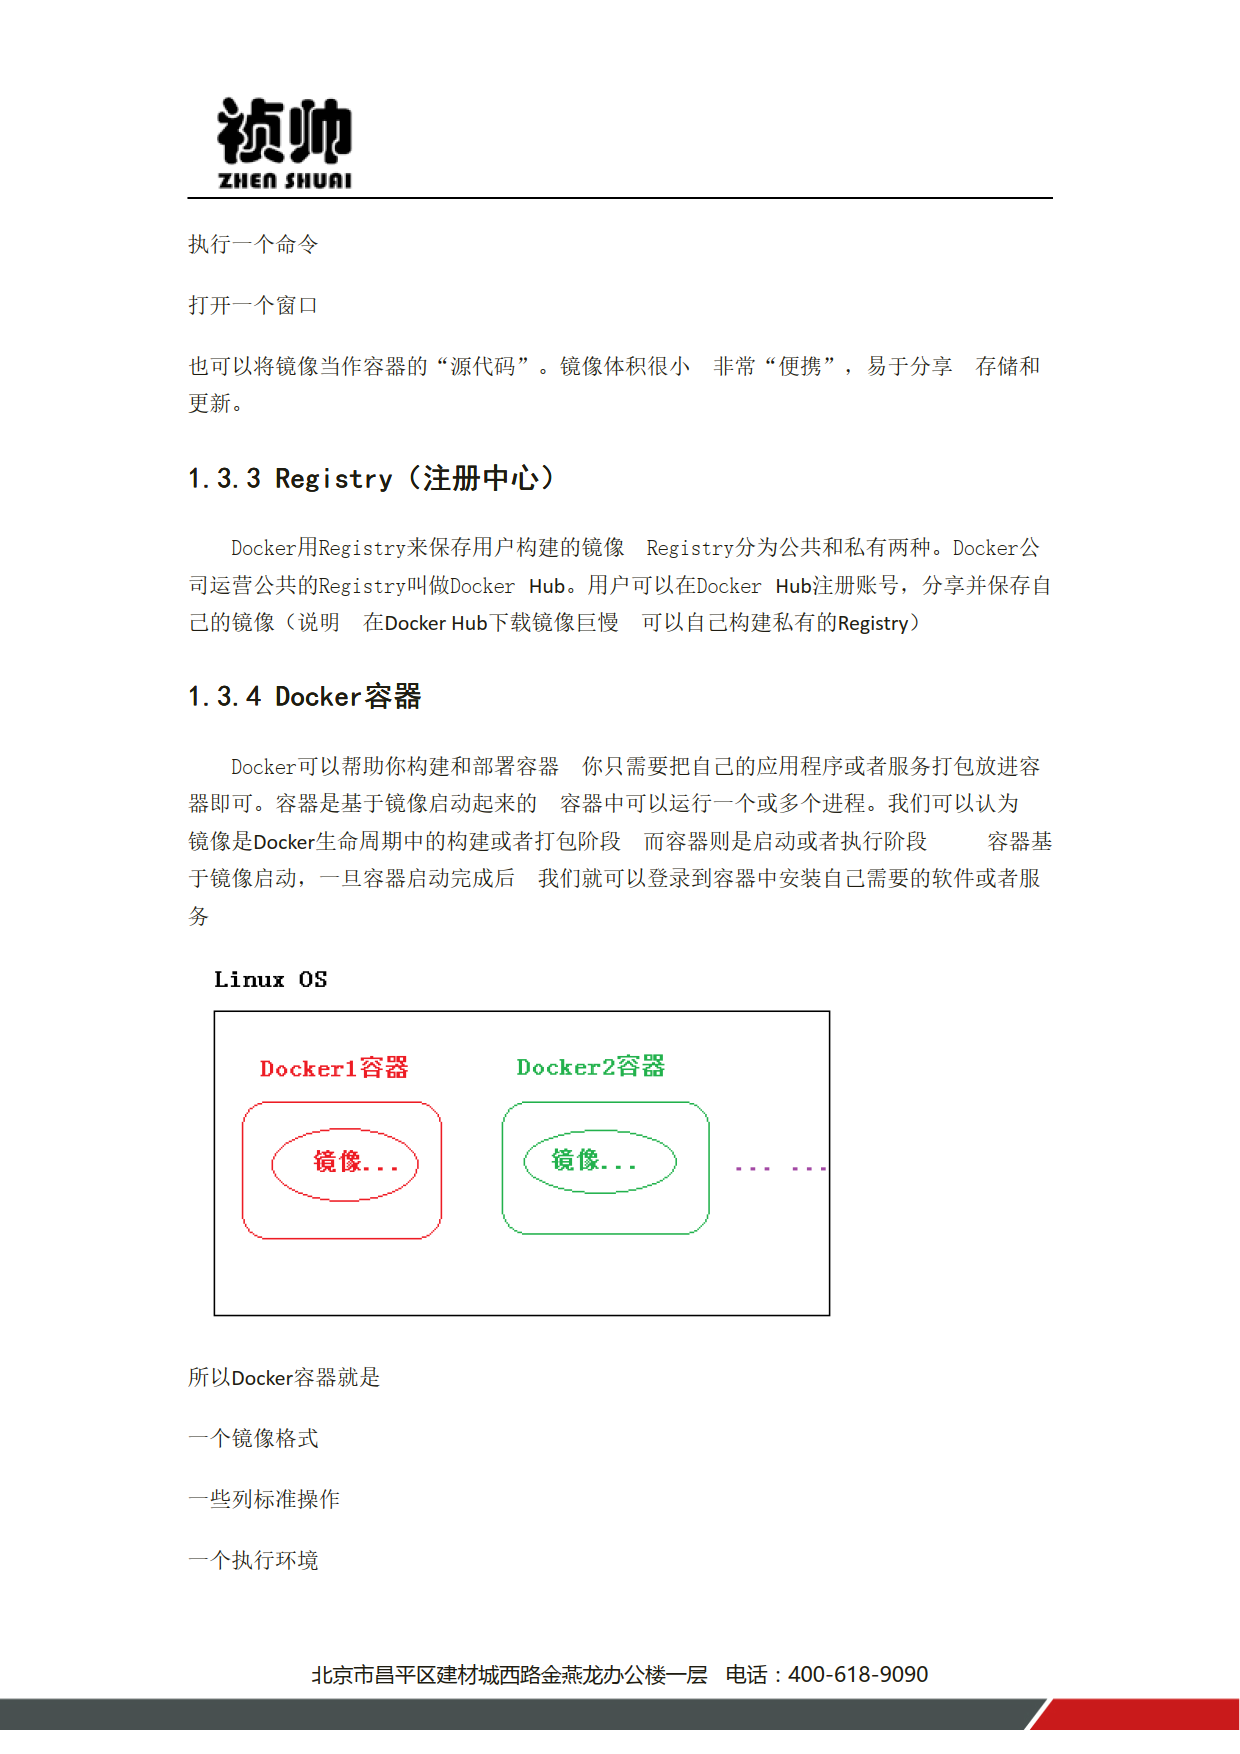 祯帅
ZHEN SHUAI
执行一个命令
打开一个窗口
也可以将镜像当作容器的“源代码”。镜像体积很小　非常“便携”，易于分享　存储和
更新。
1.3.3 Registry（注册中心）
Docker用Registry来保存用户构建的镜像　Registry分为公共和私有两种。Docker公
司运营公共的Registry叫做Docker Hub。用户可以在Docker Hub注册账号，分享并保存自
己的镜像（说明　在Docker Hub下载镜像巨慢　可以自己构建私有的Registry）
1.3.4 Docker容器
Docker可以帮助你构建和部署容器　你只需要把自己的应用程序或者服务打包放进容
器即可。容器是基于镜像启动起来的　容器中可以运行一个或多个进程。我们可以认为
镜像是Docker生命周期中的构建或者打包阶段　而容器则是启动或者执行阶段　　容器基
于镜像启动，一旦容器启动完成后　我们就可以登录到容器中安装自己需要的软件或者服
务
Linux OS
Docker1容器
Docker2容器
镜像...
镜像...
... ...
所以Docker容器就是
一个镜像格式
一些列标准操作
一个执行环境
北京市昌平区建材城西路金燕龙办公楼一层 电话：400-618-9090